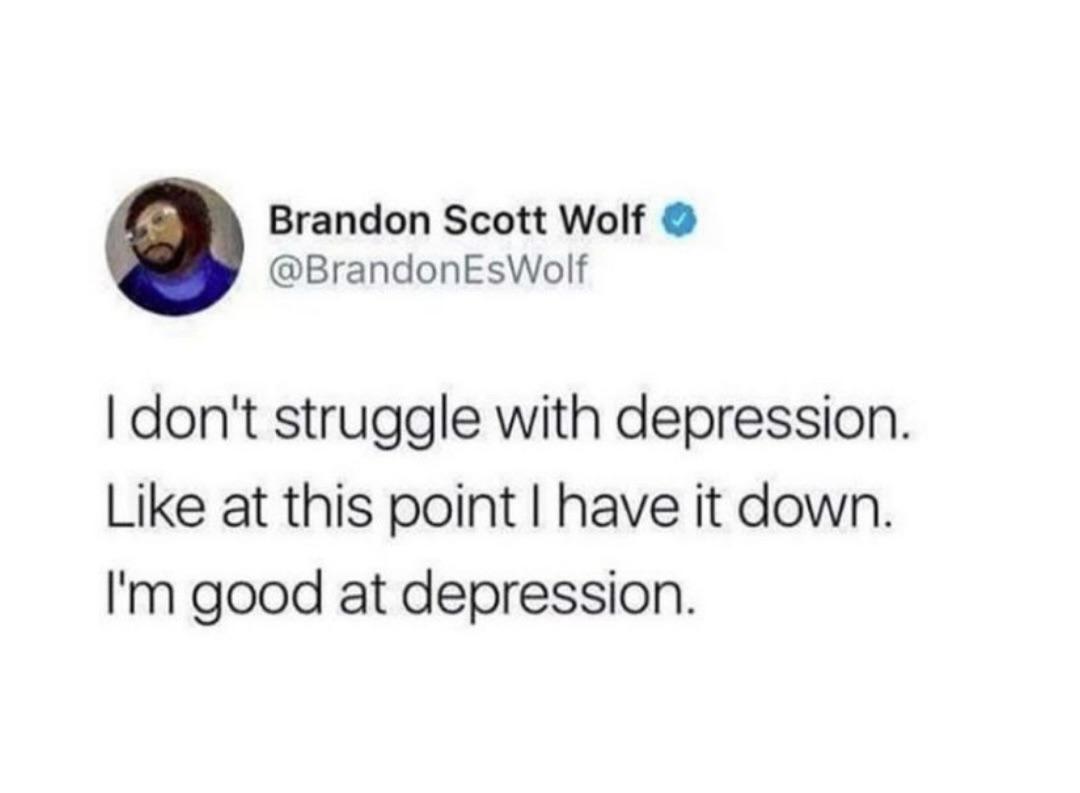 Brandon Scott Wolf
@BrandonEsWolf
I don't struggle with depression.
Like at this point I have it down.
I'm good at depression.